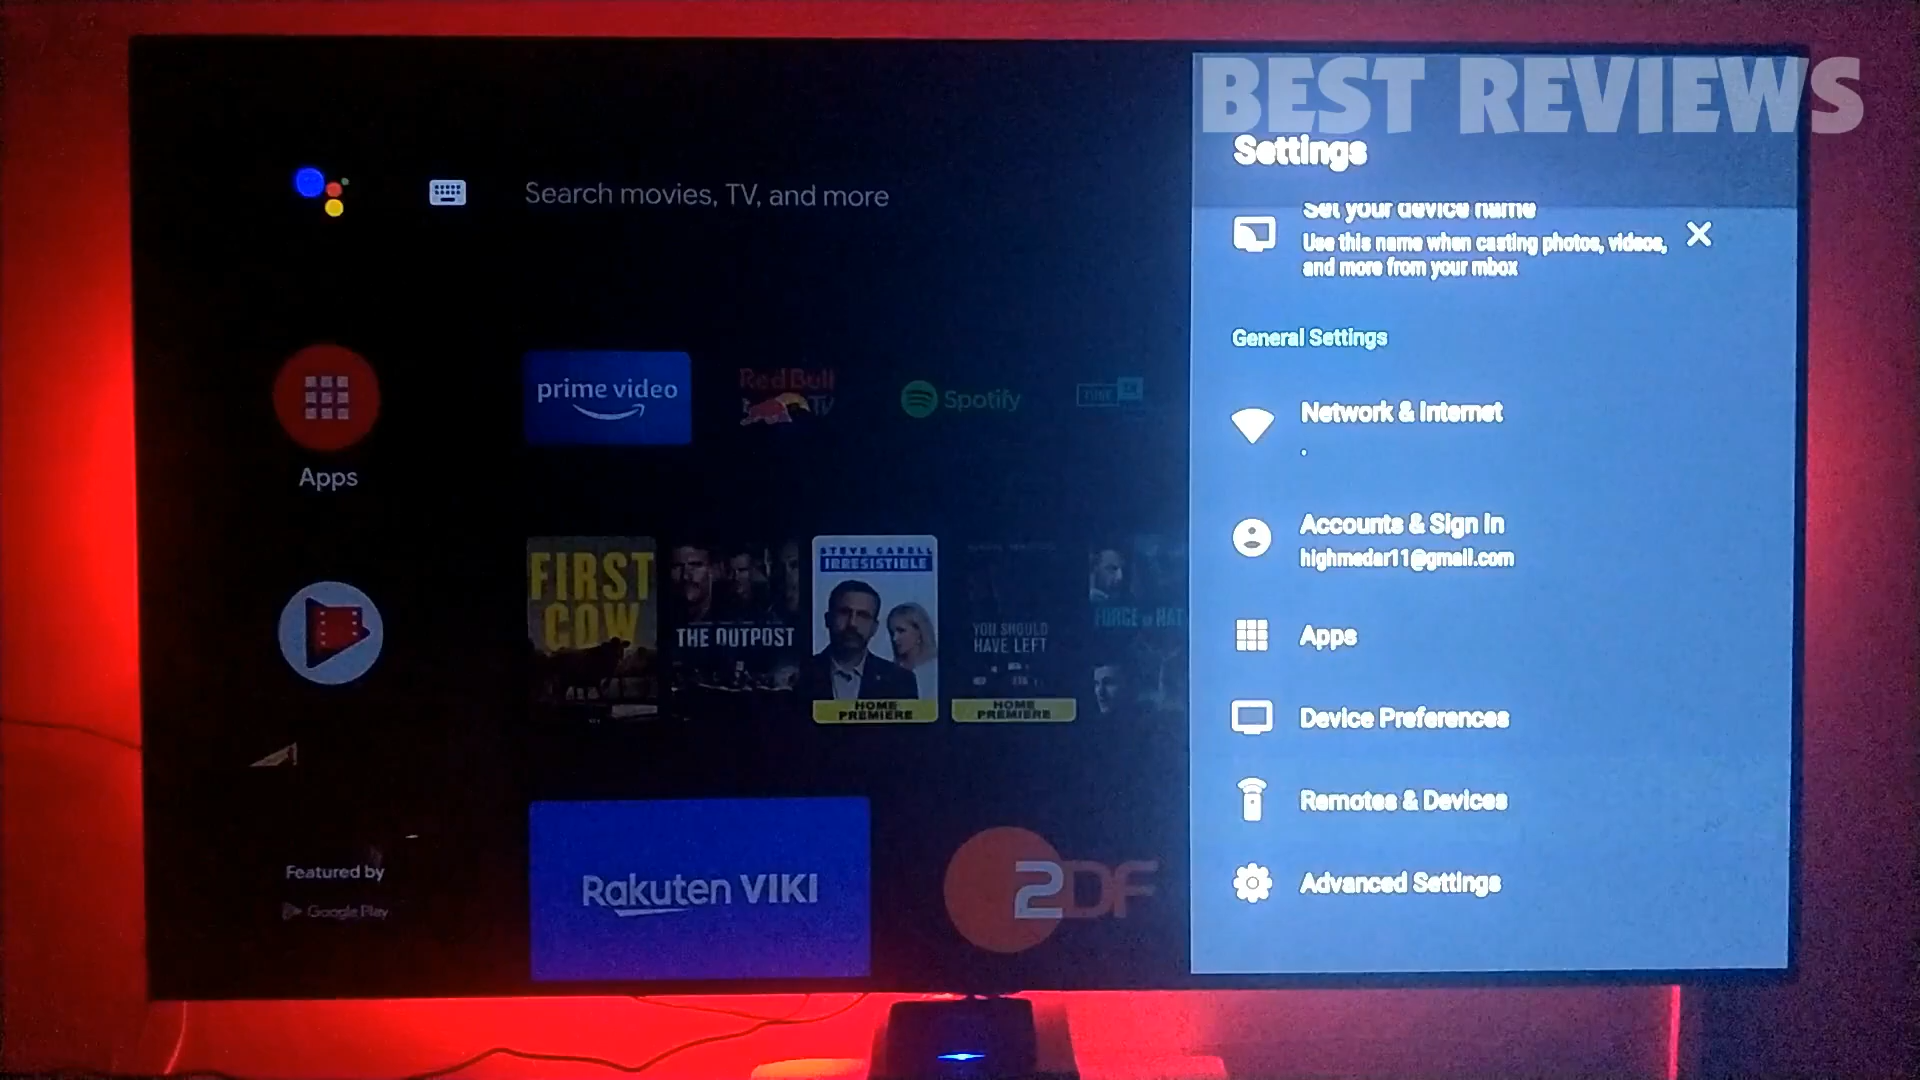 BEST REVIEWS
Settings
Search movies, TV, and more
Set your device name
Use this name when casting photos, videos,
and more from your mbox
General Settings
prime video
Red Bull
TV
Spotify
Network & Internet
Apps
Accounts & Sign In
highmedar11@gmail.com
FIRST
COW
THE OUTPOST
STEVE CARELL
IRRESISTIBLE
HOME
PREMIERE
YOU SHOULD
HAVE LEFT
HOME
PREMIERE
FORCE OF NAT
Apps
Device Preferences
Remotes & Devices
Advanced Settings
Featured by
Google Play
Rakuten VIKI
2DF